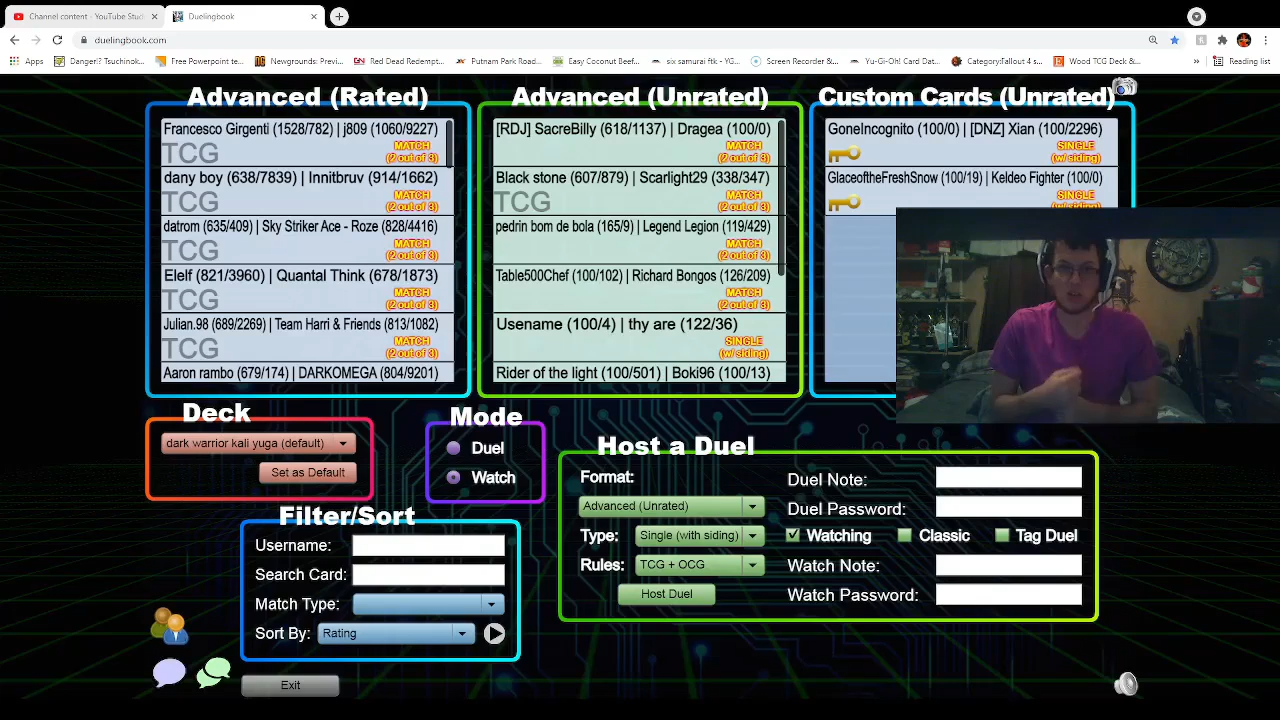 Channel content - YouTube Stud
Duelingbook
duelingbook.com
Apps
Danger!? Tsuchinok...
Free Powerpoint te...
Newgrounds: Previ...
Red Dead Redempt...
Putnam Park Road...
Easy Coconut Beef...
six samurai ftk - YG...
Screen Recorder &...
Yu-Gi-Oh! Card Dat...
Category:Fallout 4 s...
Wood TCG Deck &...
»
Reading list
Advanced (Rated)
Francesco Girgenti (1528/782) | j809 (1060/9227)
TCG
MATCH
(2 out of 3)
dany boy (638/7839) | Innitbruv (914/1662)
TCG
MATCH
(2 out of 3)
datrom (635/409) | Sky Striker Ace - Roze (828/4416)
TCG
MATCH
(2 out of 3)
Elelf (821/3960) | Quantal Think (678/1873)
TCG
MATCH
(2 out of 3)
Julian.98 (689/2269) | Team Harri & Friends (813/1082)
TCG
MATCH
(2 out of 3)
Aaron rambo (679/174) | DARKOMEGA (804/9201)
Advanced (Unrated)
[RDJ] SacreBilly (618/1137) | Dragea (100/0)
MATCH
(2 out of 3)
Black stone (607/879) | Scarlight29 (338/347)
TCG
MATCH
(2 out of 3)
pedrin bom de bola (165/9) | Legend Legion (119/429)
MATCH
(2 out of 3)
Table500Chef (100/102) | Richard Bongos (126/209)
MATCH
(2 out of 3)
Usename (100/4) | thy are (122/36)
SINGLE
(w/ siding)
Rider of the light (100/501) | Boki96 (100/13)
Custom Cards (Unrated)
GoneIncognito (100/0) | [DNZ] Xian (100/2296)
SINGLE
(w/ siding)
GlaceoftheFreshSnow (100/19) | Keldeo Fighter (100/0)
SINGLE
(w/ siding)
Deck
dark warrior kali yuga (default)
Set as Default
Mode
Duel
Watch
Filter/Sort
Username:
Search Card:
Match Type:
Sort By: Rating
Exit
Host a Duel
Format:
Advanced (Unrated)
Type: Single (with siding)
Rules: TCG + OCG
Host Duel
Duel Note:
Duel Password:
Watching Classic Tag Duel
Watch Note:
Watch Password: